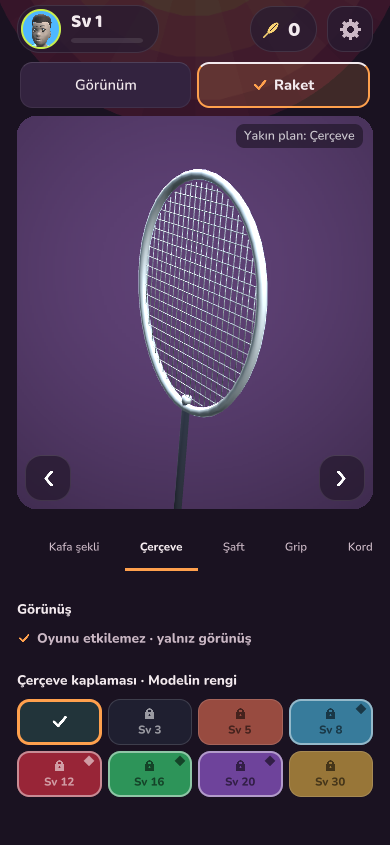 Sv 1
0
Görünüm
Raket
Yakın plan: Çerçeve
Kafa şekli
Çerçeve
Şaft
Grip
Kord
Görünüş
Oyunu etkilemez · yalnız görünüş
Çerçeve kaplaması · Modelin rengi
Sv 3
Sv 5
Sv 8
Sv 12
Sv 16
Sv 20
Sv 30